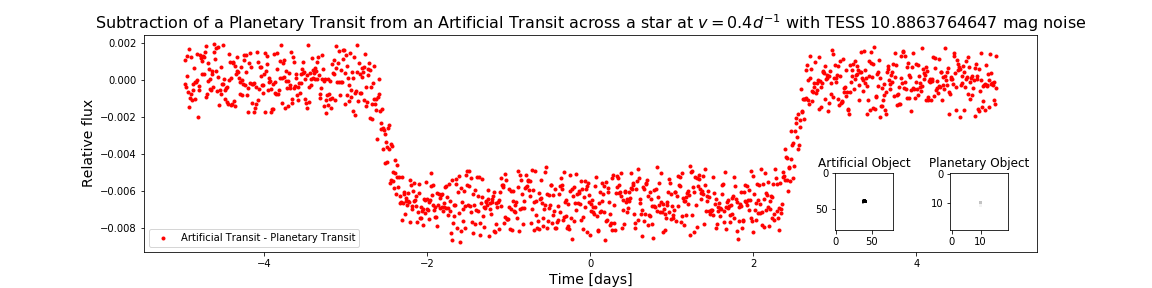 Subtraction of a Planetary Transit from an Artificial Transit across a star at v = 0.4d⁻¹ with TESS 10.8863764647 mag noise
0.002
0.000
−0.002
−0.004
−0.006
−0.008
Relative flux
Artificial Transit - Planetary Transit
Artificial Object
0
50
0 50
Planetary Object
0
10
0 10
−4 −2 0 2 4
Time [days]